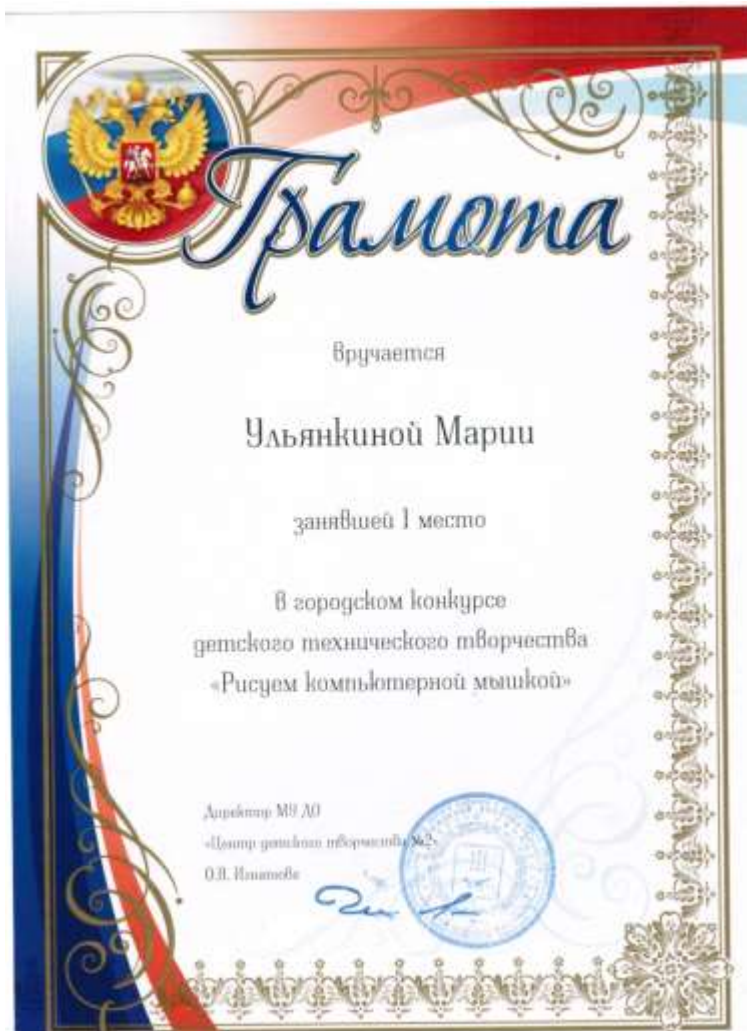 Грамота
вручается
Ульянкиной Марии
занявшей 1 место
в городском конкурсе
детского технического творчества
«Рисуем компьютерной мышкой»
Директор МУ ДО
«Центр детского творчества №2»
О.В.